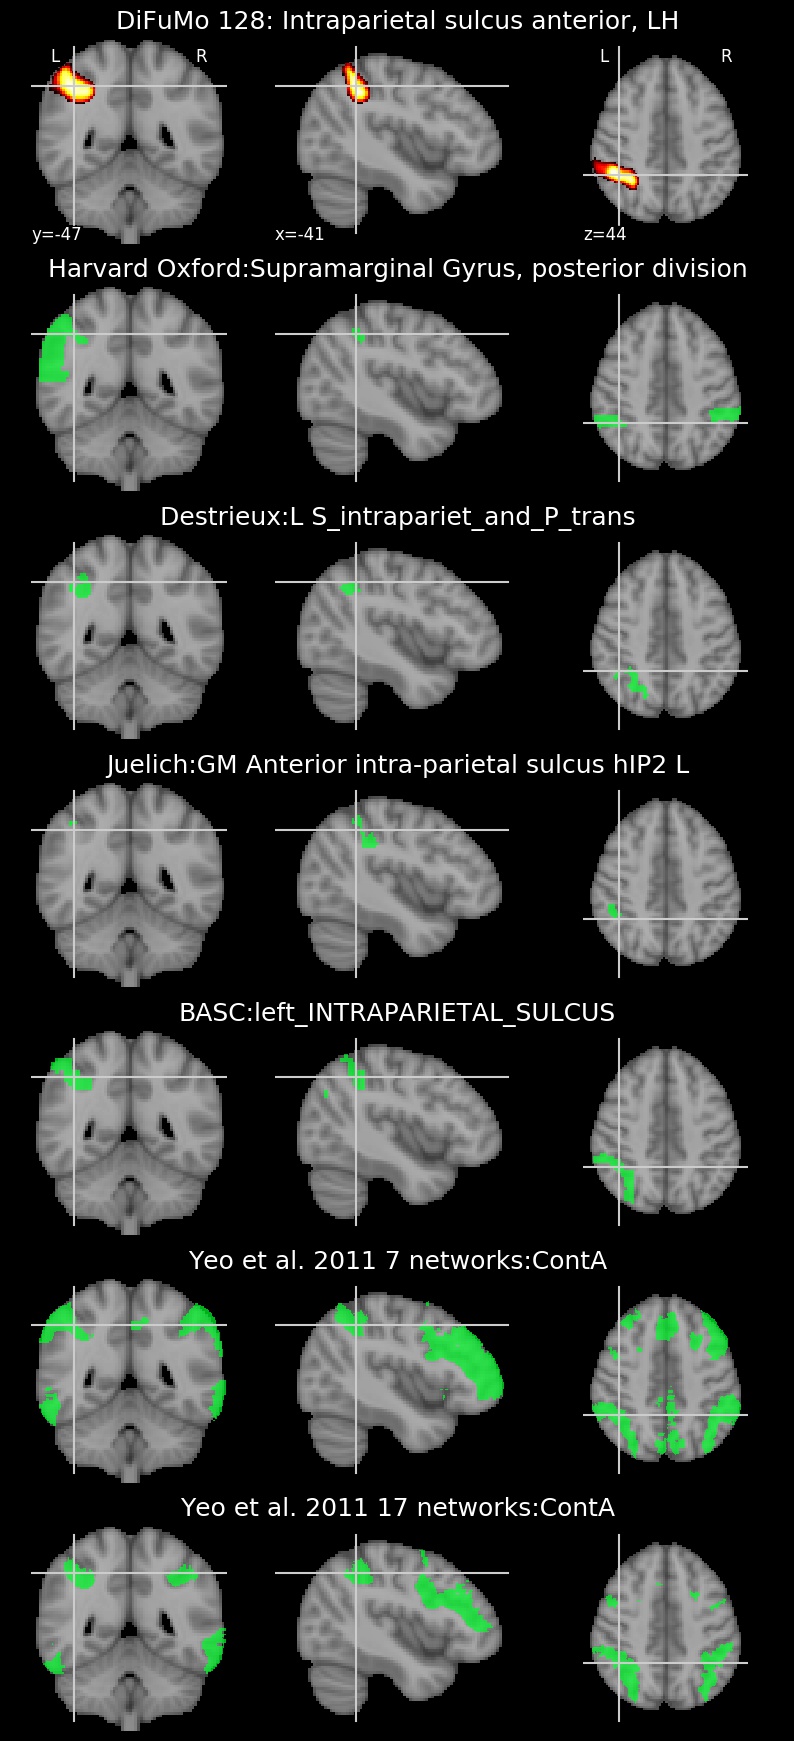 DiFuMo 128: Intraparietal sulcus anterior, LH
L R L R
y=-47 x=-41 z=44
Harvard Oxford:Supramarginal Gyrus, posterior division
Destrieux:L S_intrapariet_and_P_trans
Juelich:GM Anterior intra-parietal sulcus hIP2 L
BASC:left_INTRAPARIETAL_SULCUS
Yeo et al. 2011 7 networks:ContA
Yeo et al. 2011 17 networks:ContA